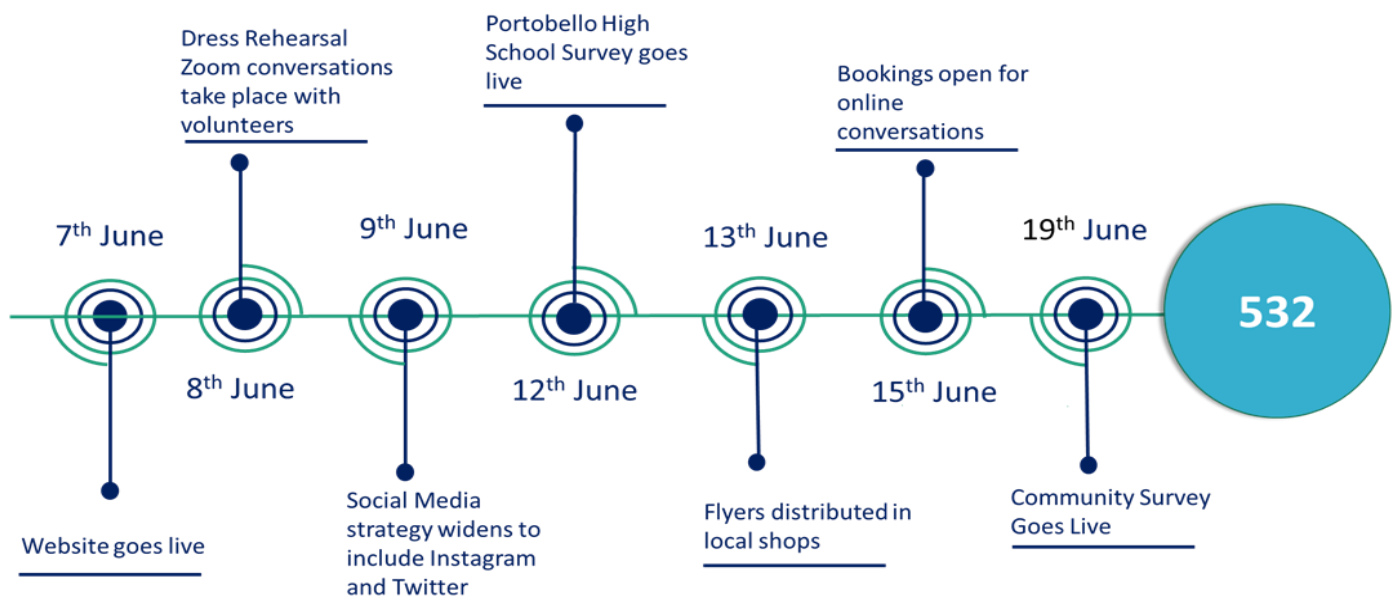 7th June
Website goes live
Dress Rehearsal
Zoom conversations
take place with
volunteers
8th June
9th June
Social Media
strategy widens to
include Instagram
and Twitter
Portobello High
School Survey goes
live
12th June
13th June
Flyers distributed in
local shops
Bookings open for
online
conversations
15th June
19th June
Community Survey
Goes Live
532